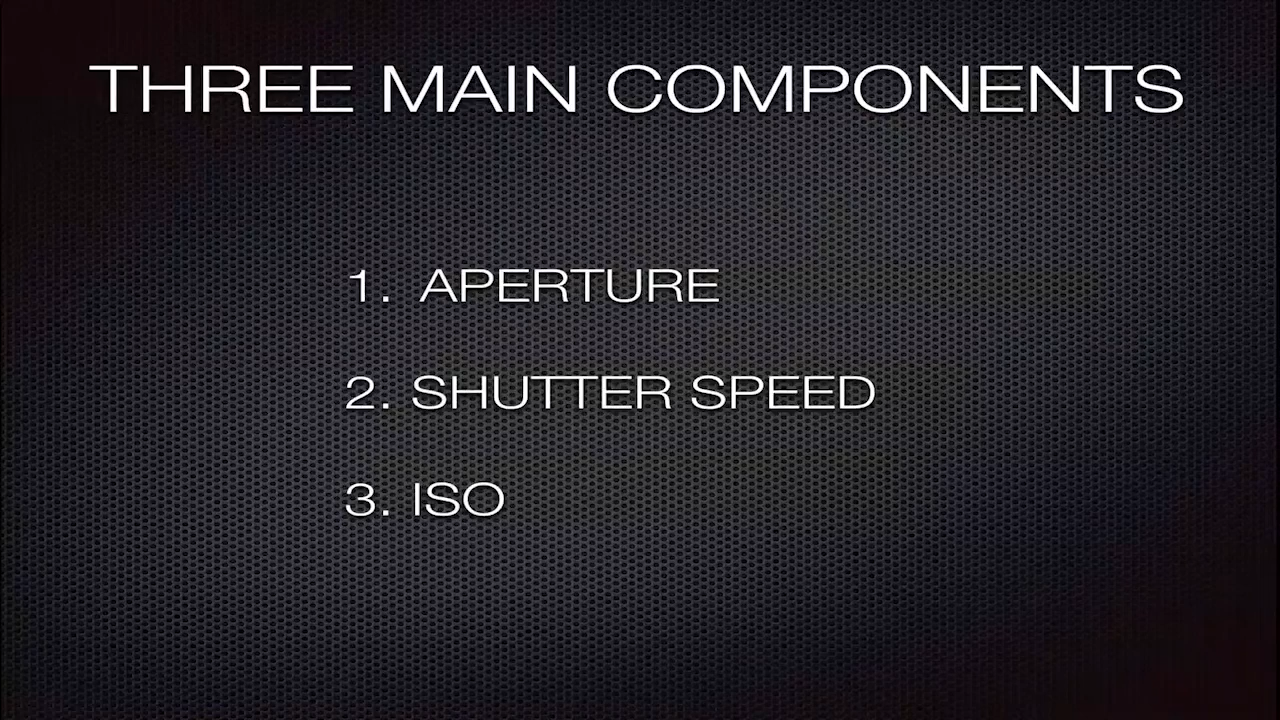 THREE MAIN COMPONENTS
1. APERTURE
2. SHUTTER SPEED
3. ISO